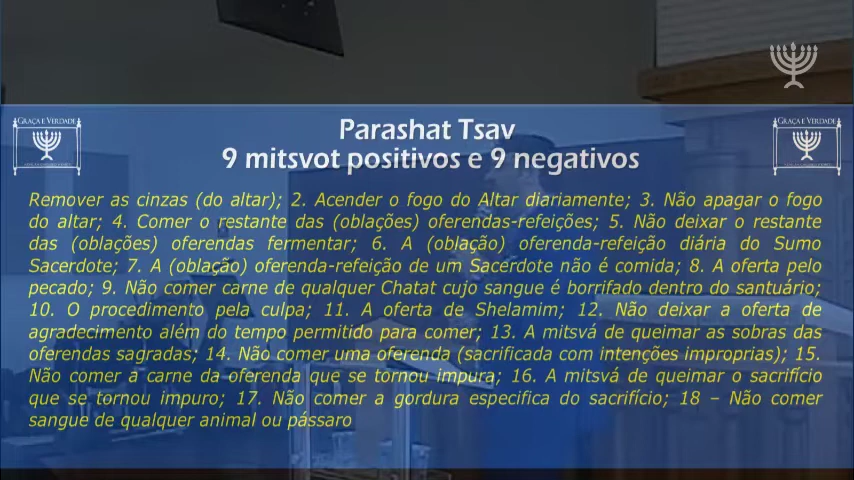 GRAÇA E VERDADE
GRAÇA E VERDADE
Parashat Tsav
9 mitsvot positivos e 9 negativos
Remover as cinzas (do altar); 2. Acender o fogo do Altar diariamente; 3. Não apagar o fogo
do altar; 4. Comer o restante das (oblações) oferendas-refeições; 5. Não deixar o restante
das (oblações) oferendas fermentar; 6. A (oblação) oferenda-refeição diária do Sumo
Sacerdote; 7. A (oblação) oferenda-refeição de um Sacerdote não é comida; 8. A oferta pelo
pecado; 9. Não comer carne de qualquer Chatat cujo sangue é borrifado dentro do santuário;
10. O procedimento pela culpa; 11. A oferta de Shelamim; 12. Não deixar a oferta de
agradecimento além do tempo permitido para comer; 13. A mitsvá de queimar as sobras das
oferendas sagradas; 14. Não comer uma oferenda (sacrificada com intenções improprias); 15.
Não comer a carne da oferenda que se tornou impura; 16. A mitsvá de queimar o sacrifício
que se tornou impuro; 17. Não comer a gordura especifica do sacrifício; 18 – Não comer
sangue de qualquer animal ou pássaro